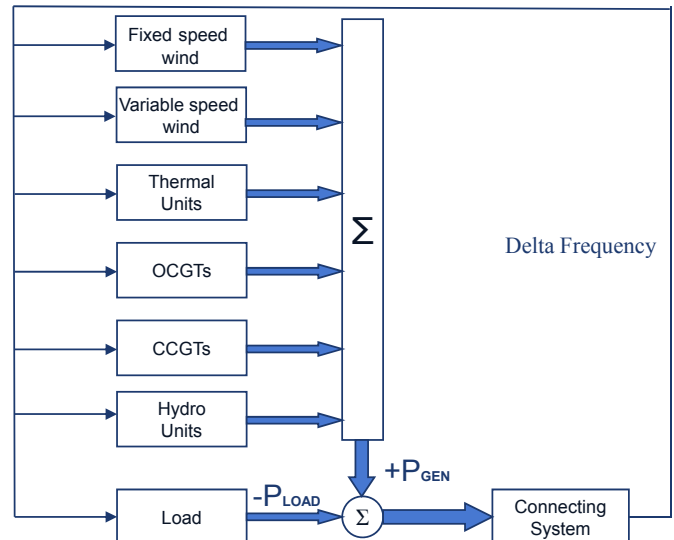 Fixed speed
wind
Variable speed
wind
Thermal
Units
Σ
Delta Frequency
OCGTs
CCGTs
Hydro
Units
+PGEN
-PLOAD
Load
Σ
Connecting
System